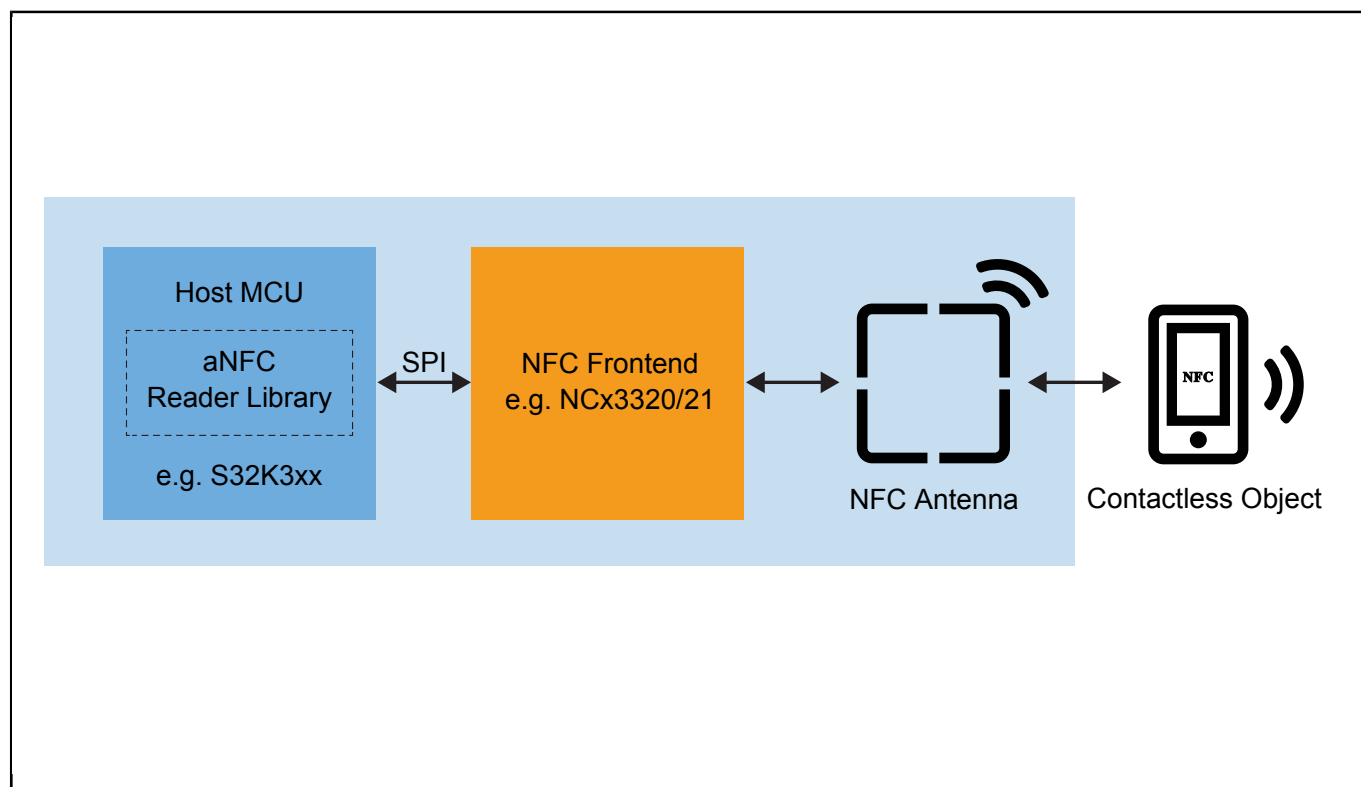 Host MCU
aNFC
Reader Library
e.g. S32K3xx
SPI
NFC Frontend
e.g. NCx3320/21
NFC Antenna
NFC
Contactless Object